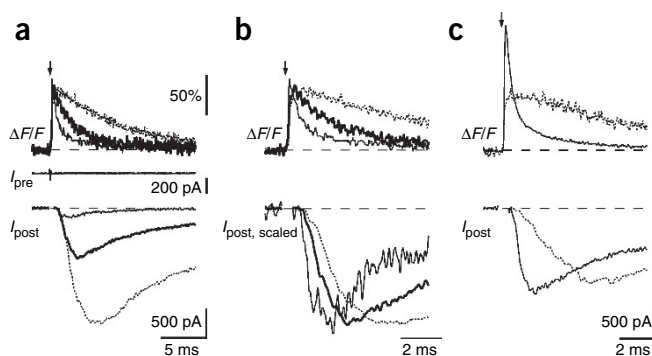 a
b
c
50%
ΔF/F
ΔF/F
ΔF/F
I pre
200 pA
I post
I post, scaled
I post
500 pA
500 pA
5 ms
2 ms
2 ms